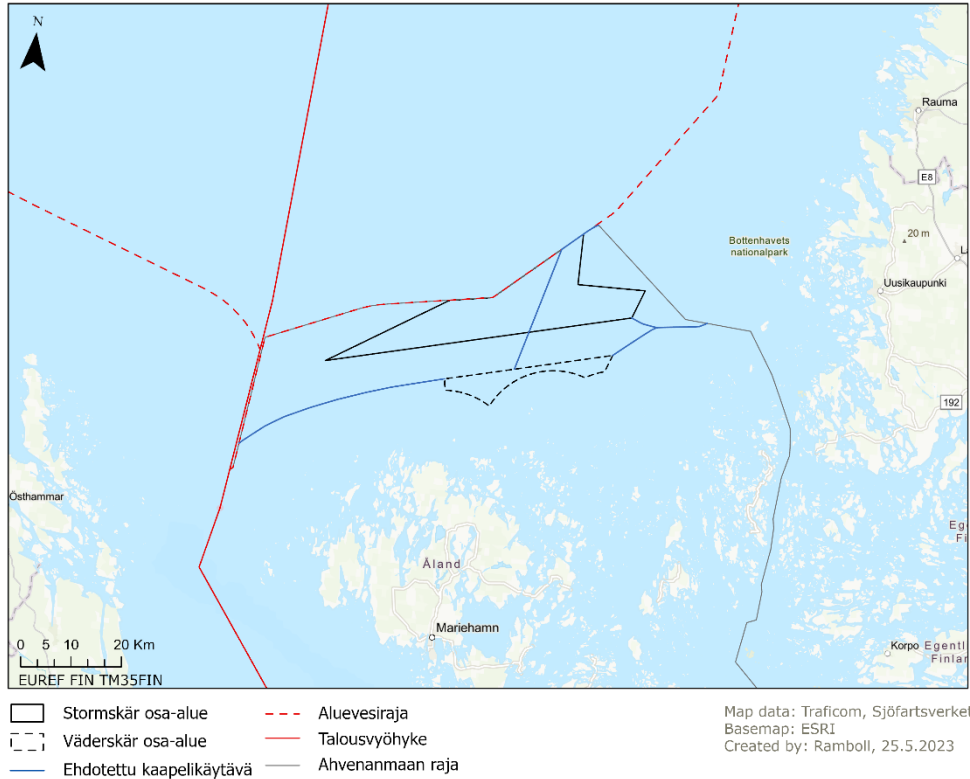 N
Rauma
E8
20 m
Bottenhavets
nationalpark
Uusikaupunki
192
Östhammar
Åland
Mariehamn
Korpo
Egentl
Finlan
0 5 10 20 Km
EUREF FIN TM35FIN
Stormskär osa-alue
Väderskär osa-alue
Ehdotettu kaapelikäytävä
Aluevesiraja
Talousvyöhyke
Ahvenanmaan raja
Map data: Traficom, Sjöfartsverket
Basemap: ESRI
Created by: Ramboll, 25.5.2023